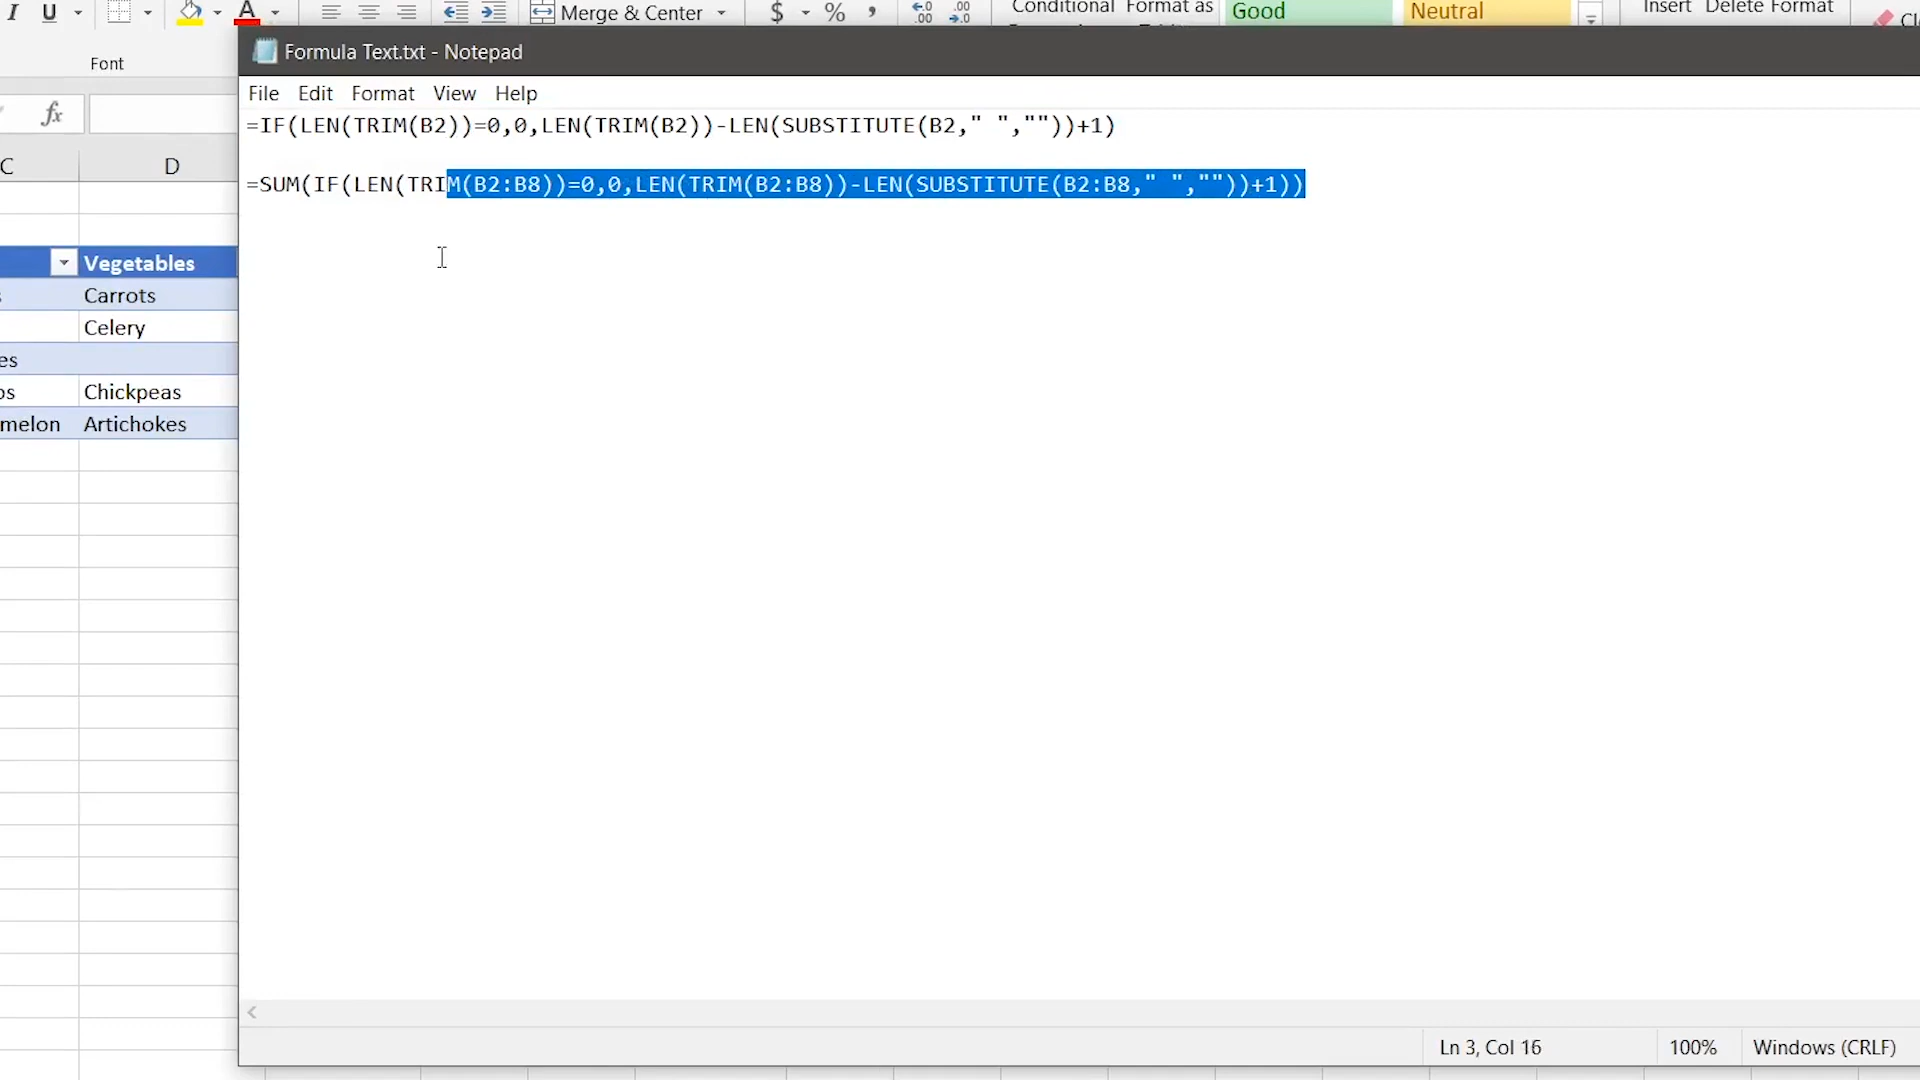 I U A Merge & Center $ % , Conditional Format as Good Neutral Insert Delete Format
Font
Formula Text.txt - Notepad
File Edit Format View Help
fx
=IF(LEN(TRIM(B2))=0,0,LEN(TRIM(B2))-LEN(SUBSTITUTE(B2," ",""))+1)
=SUM(IF(LEN(TRIM(B2:B8))=0,0,LEN(TRIM(B2:B8))-LEN(SUBSTITUTE(B2:B8," ",""))+1))
C D
Vegetables
Carrots
Celery
es
Chickpeas
melon Artichokes
Ln 3, Col 16 100% Windows (CRLF)